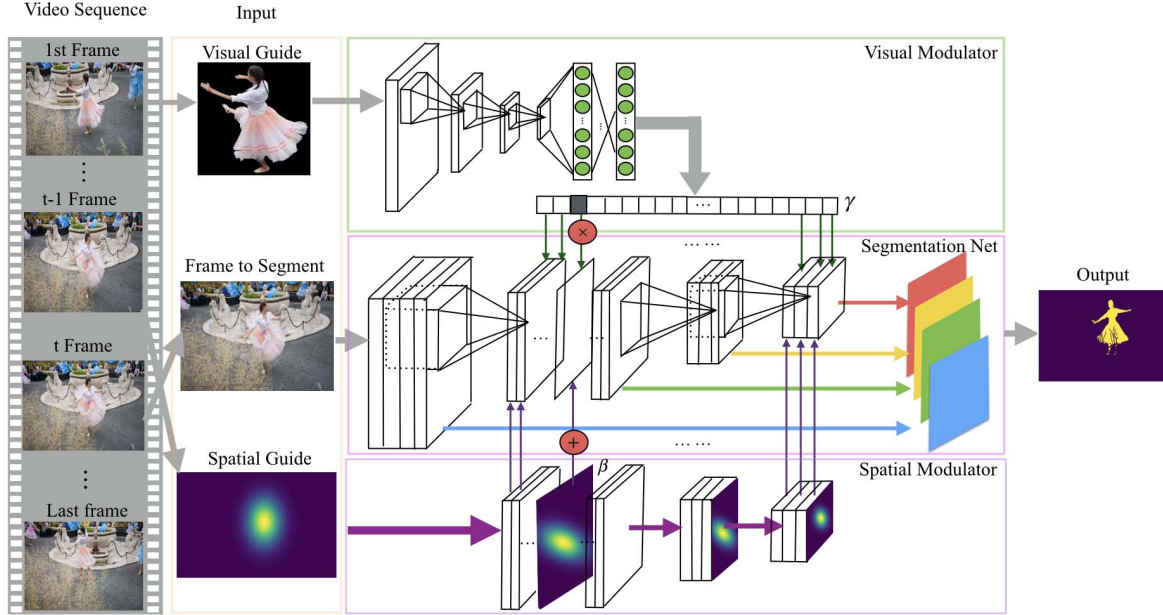 Video Sequence
Input
1st Frame
Visual Guide
Visual Modulator
...
...
...
t-1 Frame
...
γ
×
... ...
Segmentation Net
Frame to Segment
Output
t Frame
...
...
+
... ...
Spatial Guide
β
Spatial Modulator
...
Last frame
...
...